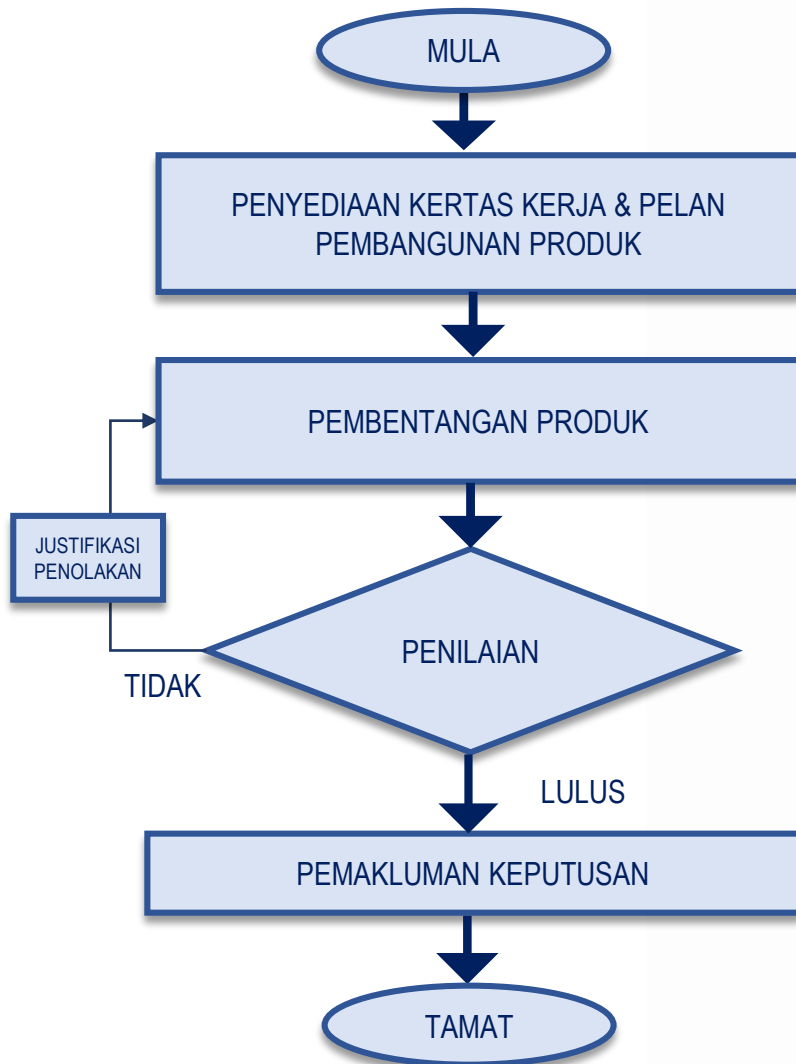 MULA
PENYEDIAAN KERTAS KERJA & PELAN
PEMBANGUNAN PRODUK
PEMBENTANGAN PRODUK
JUSTIFIKASI
PENOLAKAN
PENILAIAN
TIDAK
LULUS
PEMAKLUMAN KEPUTUSAN
TAMAT